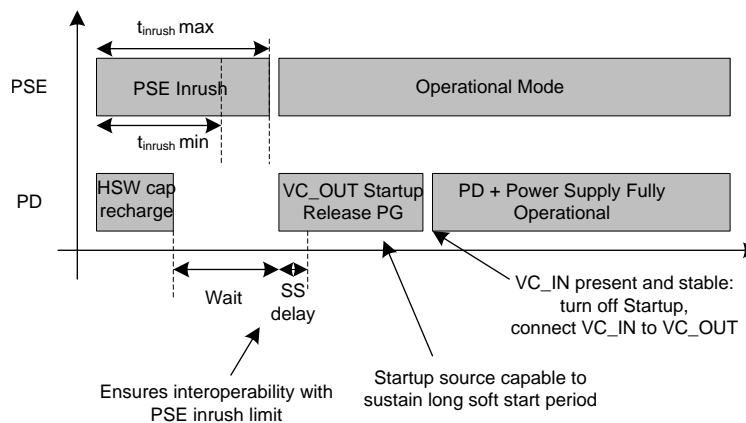 tinrush max
PSE
PSE Inrush
Operational Mode
tinrush min
PD
HSW cap
recharge
VC_OUT Startup
Release PG
PD + Power Supply Fully
Operational
Wait
SS
delay
VC_IN present and stable:
turn off Startup,
connect VC_IN to VC_OUT
Ensures interoperability with
PSE inrush limit
Startup source capable to
sustain long soft start period